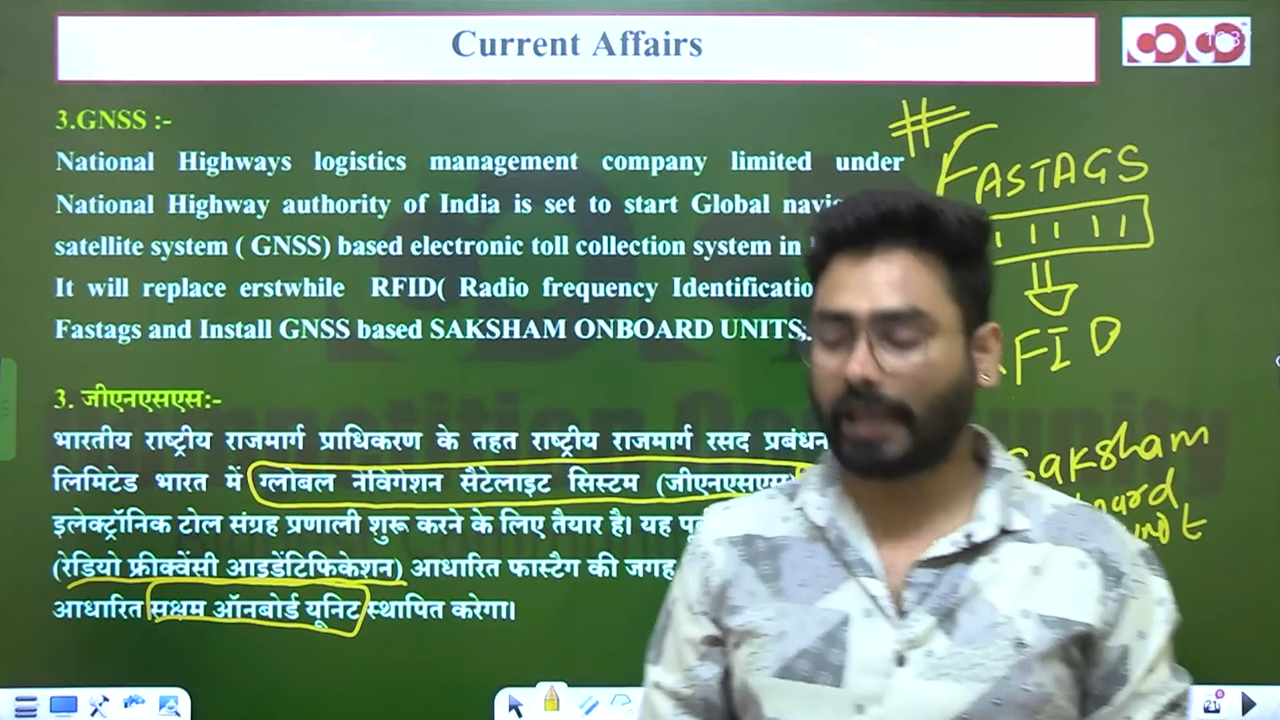 Current Affairs
3.GNSS :-
National Highways logistics management company limited under
National Highway authority of India is set to start Global
satellite system ( GNSS) based electronic toll collection system in
It will replace erstwhile RFID( Radio frequency
Fastags and Install GNSS based SAKSHAM ONBOARD UNITS.
FASTAGS
FID
3. जीएनएसएस:-
भारतीय राष्ट्रीय राजमार्ग प्राधिकरण के तहत राष्ट्रीय राजमार्ग रसद प्रबंधन
लिमिटेड भारत में ग्लोबल नेविगेशन सैटेलाइट सिस्टम (जीएनएसएस)
इलेक्ट्रॉनिक टोल संग्रह प्रणाली शुरू करने के लिए तैयार है। यह
(रेडियो फ्रीक्वेंसी आइडेंटिफिकेशन) आधारित फास्टैग की जगह
आधारित सक्षम ऑनबोर्ड यूनिट स्थापित करेगा।
Saksham
unit
21